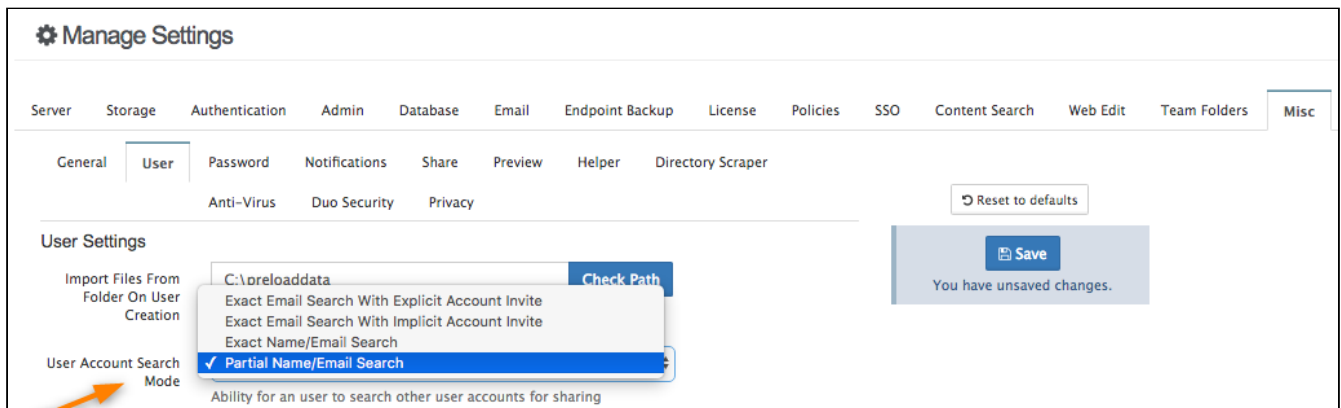 Manage Settings
Server Storage Authentication Admin Database Email Endpoint Backup License Policies SSO Content Search Web Edit Team Folders Misc
General User Password Notifications Share Preview Helper Directory Scraper
Anti-Virus Duo Security Privacy
Reset to defaults
Save
You have unsaved changes.
User Settings
Import Files From
Folder On User
Creation
C:\preloaddata
Check Path
Exact Email Search With Explicit Account Invite
Exact Email Search With Implicit Account Invite
Exact Name/Email Search
✓ Partial Name/Email Search
User Account Search
Mode
Ability for an user to search other user accounts for sharing